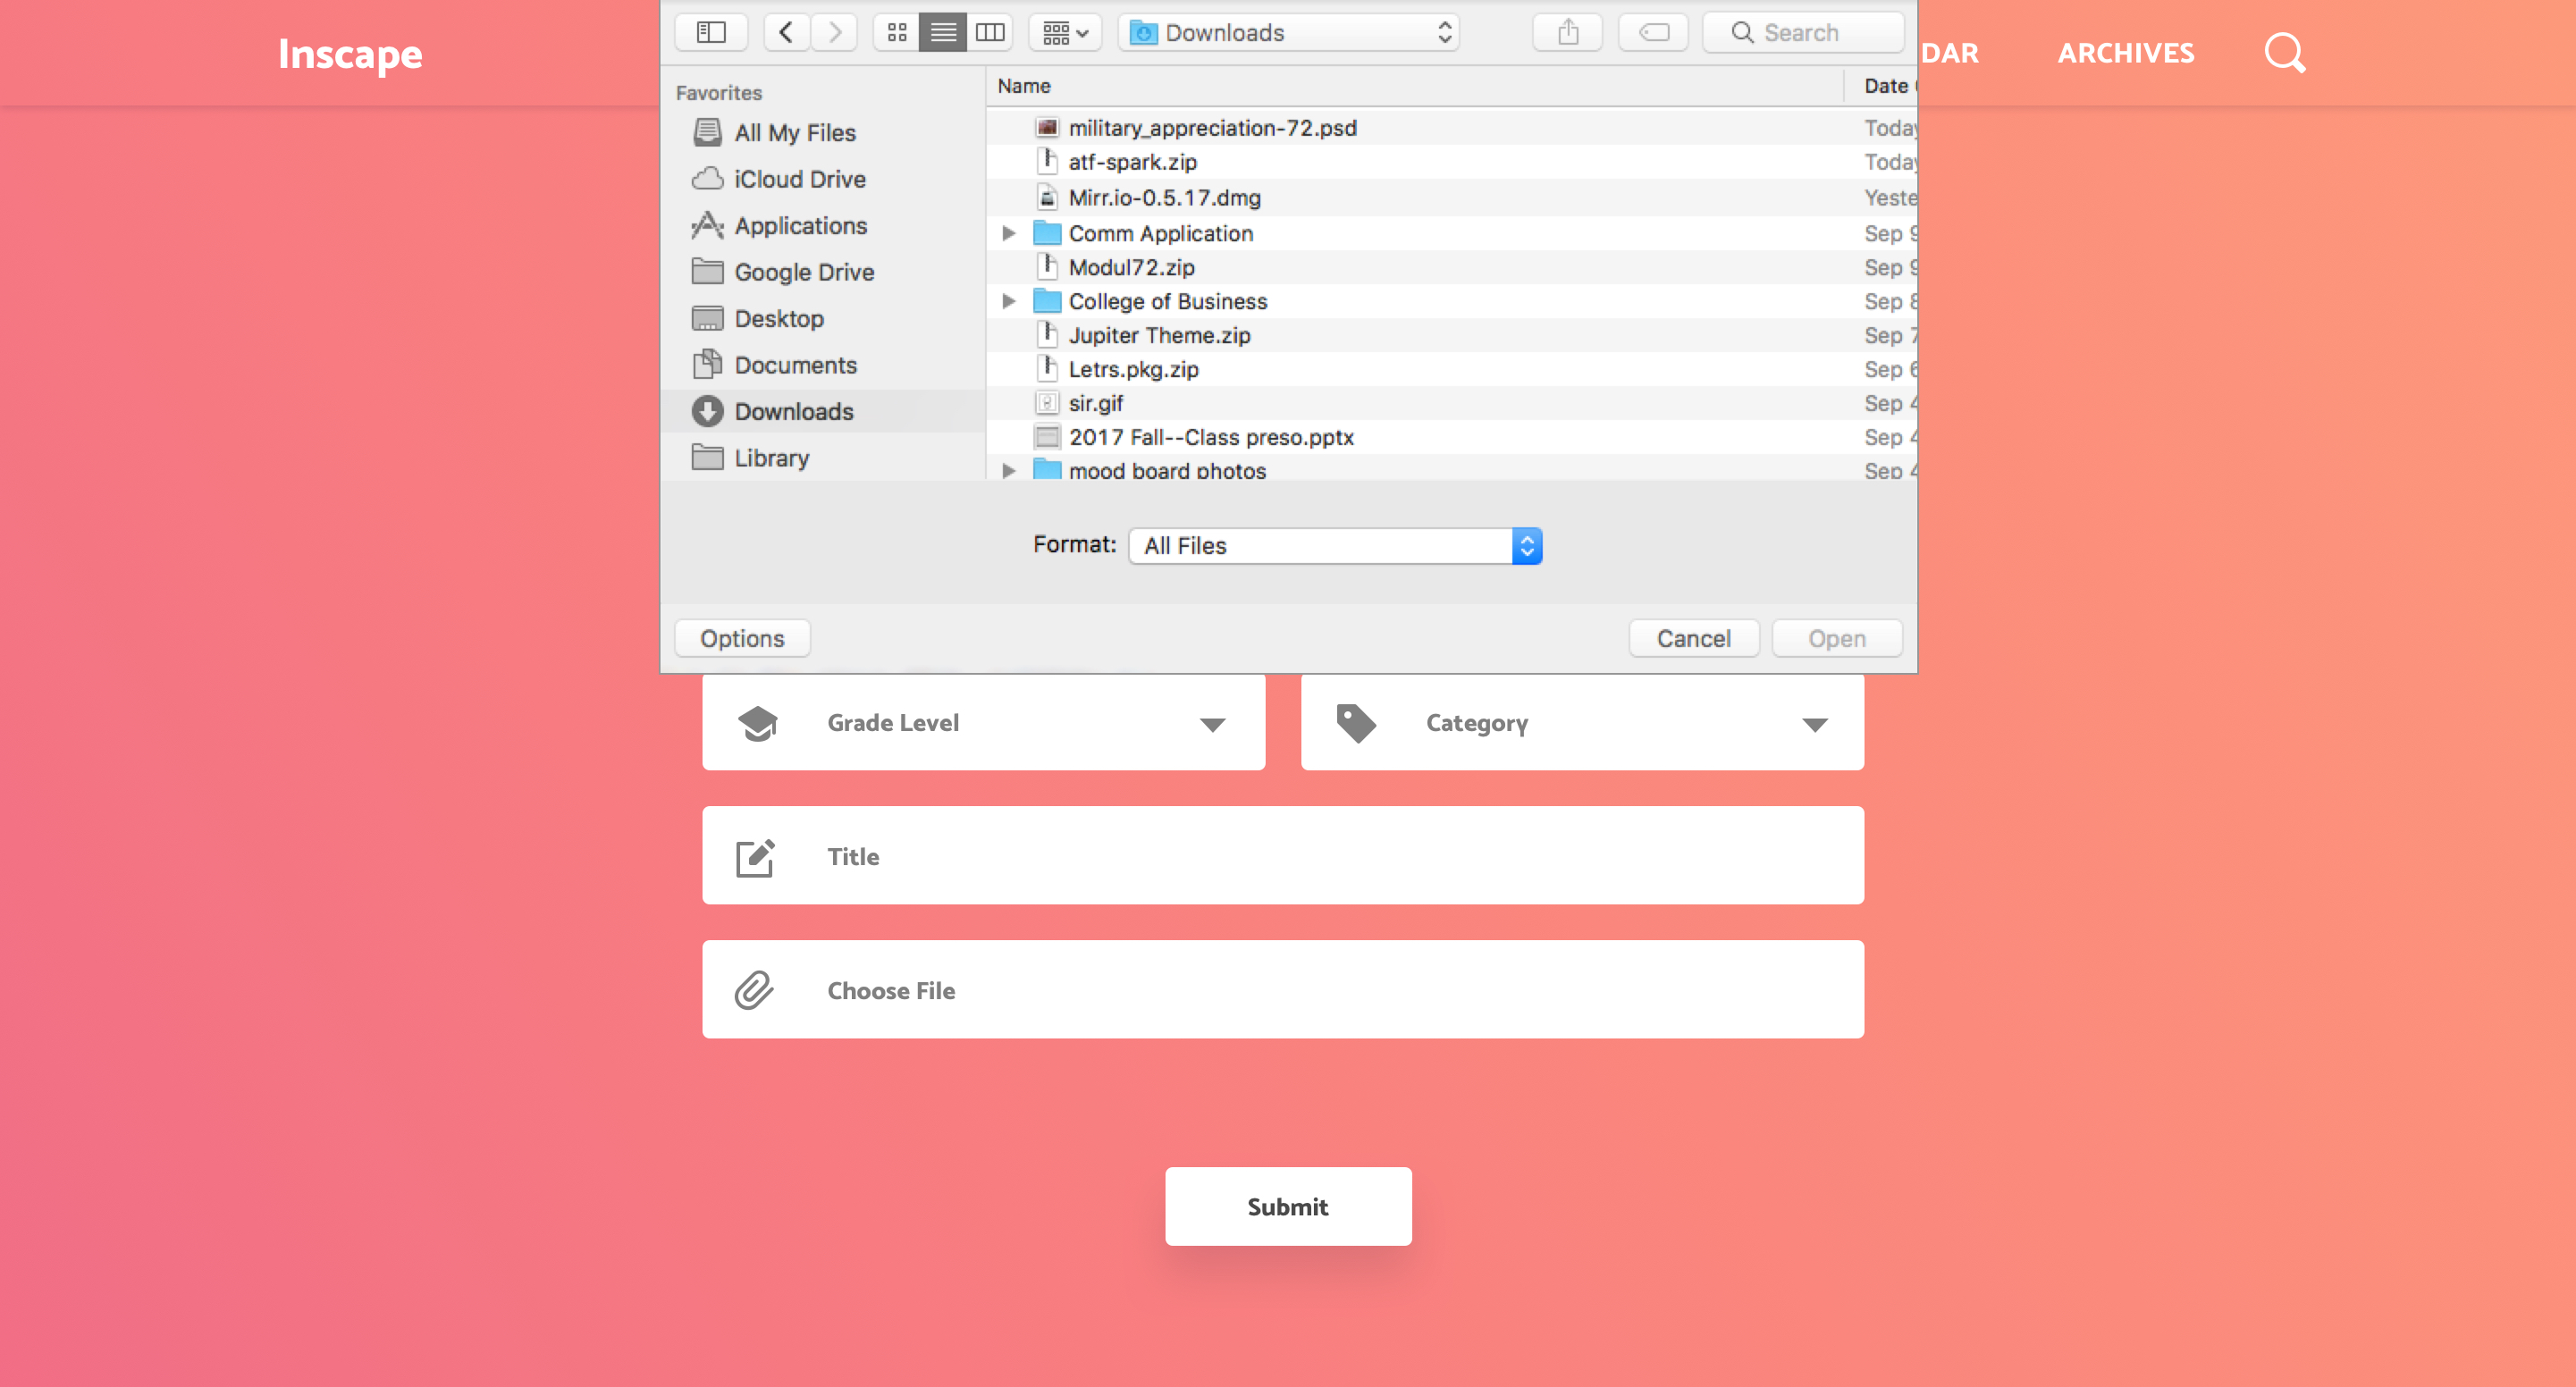 Inscape
Downloads
Search
DAR
ARCHIVES
Favorites
All My Files
iCloud Drive
Applications
Google Drive
Desktop
Documents
Downloads
Library
Name
Date
military_appreciation-72.psd
Today
atf-spark.zip
Today
Mirr.io-0.5.17.dmg
Yeste
Comm Application
Sep 9
Modul72.zip
Sep 9
College of Business
Sep 8
Jupiter Theme.zip
Sep 7
Letrs.pkg.zip
Sep 6
sir.gif
Sep 4
2017 Fall--Class preso.pptx
Sep 4
mood board photos
Sep 4
Format:
All Files
Options
Cancel
Open
Grade Level
Category
Title
Choose File
Submit